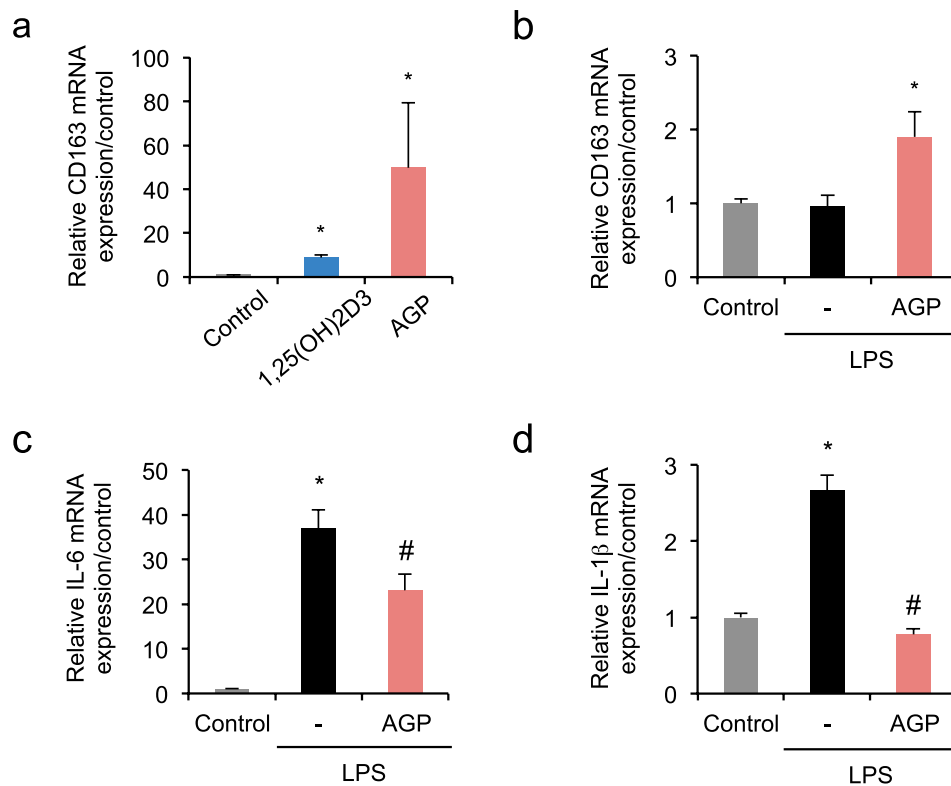 a
Relative CD163 mRNA
expression/control
100
80
60
40
20
0
*
*
Control
1,25(OH)2D3
AGP
b
Relative CD163 mRNA
expression/control
3
2
1
0
*
Control
-
AGP
LPS
c
Relative IL-6 mRNA
expression/control
50
40
30
20
10
0
*
#
Control
-
AGP
LPS
d
Relative IL-1β mRNA
expression/control
3
2
1
0
*
#
Control
-
AGP
LPS